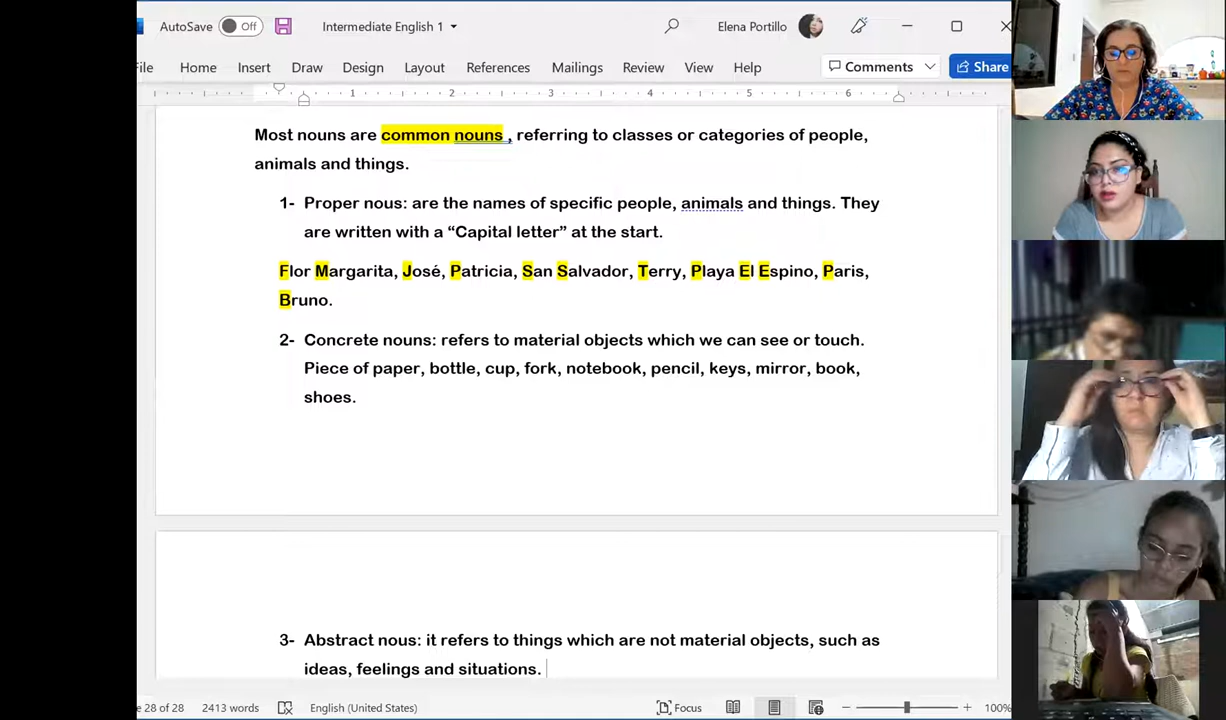 AutoSave Off Intermediate English 1 Elena Portillo
File Home Insert Draw Design Layout References Mailings Review View Help Comments Share
1 2 3 4 5 6
Most nouns are common nouns , referring to classes or categories of people,
animals and things.
1- Proper nous: are the names of specific people, animals and things. They
are written with a “Capital letter” at the start.
Flor Margarita, José, Patricia, San Salvador, Terry, Playa El Espino, Paris,
Bruno.
2- Concrete nouns: refers to material objects which we can see or touch.
Piece of paper, bottle, cup, fork, notebook, pencil, keys, mirror, book,
shoes.
3- Abstract nous: it refers to things which are not material objects, such as
ideas, feelings and situations.
e 28 of 28 2413 words English (United States) Focus 100%